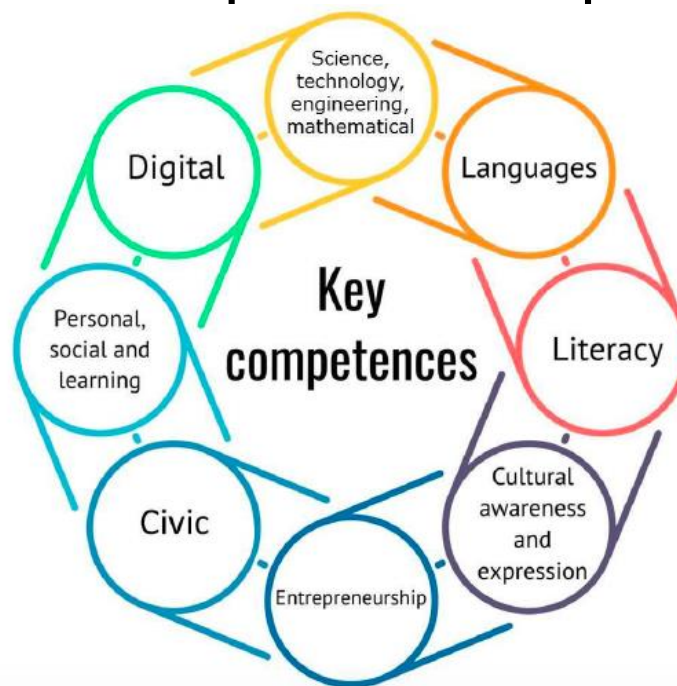 Key
competences
Science,
technology,
engineering,
mathematical
Languages
Literacy
Cultural
awareness
and
expression
Entrepreneurship
Civic
Personal,
social and
learning
Digital